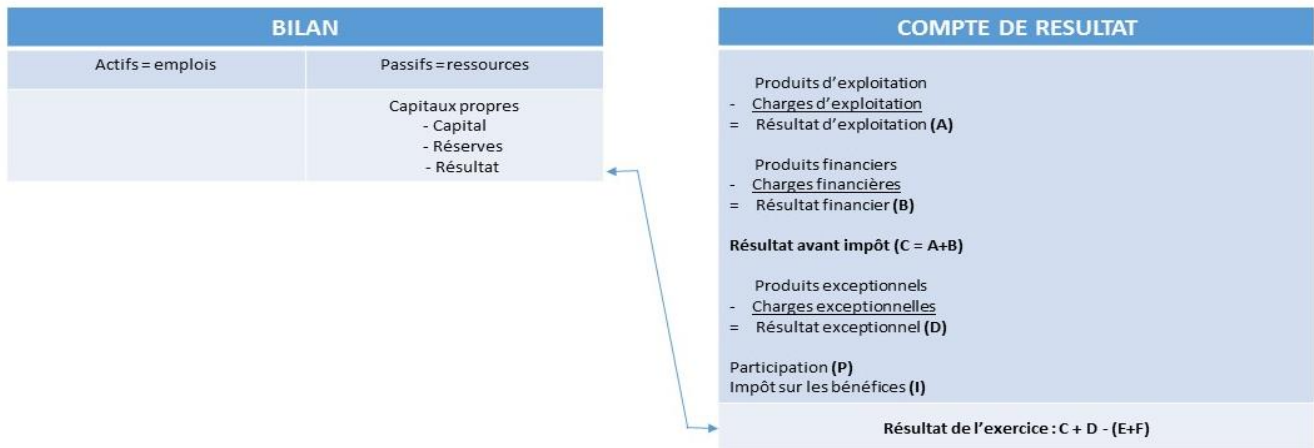 BILAN
Actifs = emplois
Passifs = ressources
Capitaux propres
- Capital
- Réserves
- Résultat
COMPTE DE RESULTAT
Produits d'exploitation
- Charges d'exploitation
= Résultat d'exploitation (A)
Produits financiers
- Charges financières
= Résultat financier (B)
Résultat avant impôt (C = A+B)
Produits exceptionnels
- Charges exceptionnelles
= Résultat exceptionnel (D)
Participation (P)
Impôt sur les bénéfices (I)
Résultat de l'exercice : C + D - (E+F)